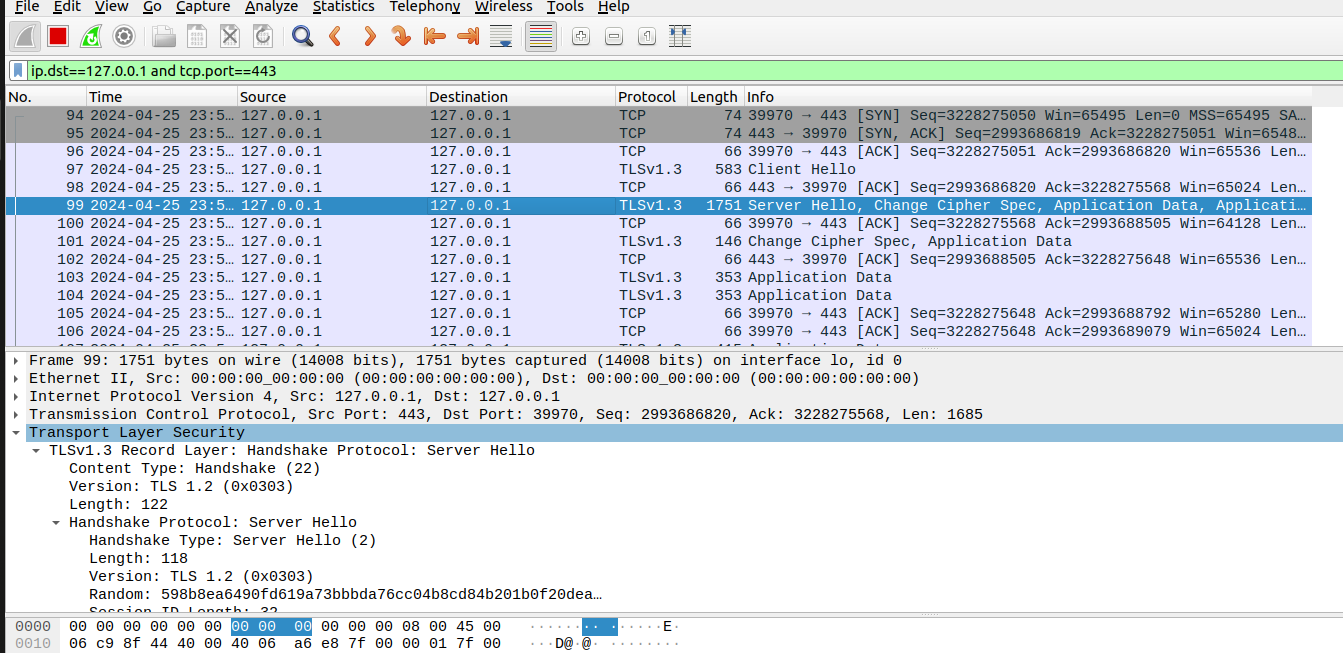 File Edit View Go Capture Analyze Statistics Telephony Wireless Tools Help
ip.dst==127.0.0.1 and tcp.port==443
No. Time Source Destination Protocol Length Info
94 2024-04-25 23:5… 127.0.0.1 127.0.0.1 TCP 74 39970 → 443 [SYN] Seq=3228275050 Win=65495 Len=0 MSS=65495 SA…
95 2024-04-25 23:5… 127.0.0.1 127.0.0.1 TCP 74 443 → 39970 [SYN, ACK] Seq=2993686819 Ack=3228275051 Win=6548…
96 2024-04-25 23:5… 127.0.0.1 127.0.0.1 TCP 66 39970 → 443 [ACK] Seq=3228275051 Ack=2993686820 Win=65536 Len…
97 2024-04-25 23:5… 127.0.0.1 127.0.0.1 TLSv1.3 583 Client Hello
98 2024-04-25 23:5… 127.0.0.1 127.0.0.1 TCP 66 443 → 39970 [ACK] Seq=2993686820 Ack=3228275568 Win=65024 Len…
99 2024-04-25 23:5… 127.0.0.1 127.0.0.1 TLSv1.3 1751 Server Hello, Change Cipher Spec, Application Data, Applicati…
100 2024-04-25 23:5… 127.0.0.1 127.0.0.1 TCP 66 39970 → 443 [ACK] Seq=3228275568 Ack=2993688505 Win=64128 Len…
101 2024-04-25 23:5… 127.0.0.1 127.0.0.1 TLSv1.3 146 Change Cipher Spec, Application Data
102 2024-04-25 23:5… 127.0.0.1 127.0.0.1 TCP 66 443 → 39970 [ACK] Seq=2993688505 Ack=3228275648 Win=65536 Len…
103 2024-04-25 23:5… 127.0.0.1 127.0.0.1 TLSv1.3 353 Application Data
104 2024-04-25 23:5… 127.0.0.1 127.0.0.1 TLSv1.3 353 Application Data
105 2024-04-25 23:5… 127.0.0.1 127.0.0.1 TCP 66 39970 → 443 [ACK] Seq=3228275648 Ack=2993688792 Win=65280 Len…
106 2024-04-25 23:5… 127.0.0.1 127.0.0.1 TCP 66 39970 → 443 [ACK] Seq=3228275648 Ack=2993689079 Win=65024 Len…
Frame 99: 1751 bytes on wire (14008 bits), 1751 bytes captured (14008 bits) on interface lo, id 0
Ethernet II, Src: 00:00:00_00:00:00 (00:00:00:00:00:00), Dst: 00:00:00_00:00:00 (00:00:00:00:00:00)
Internet Protocol Version 4, Src: 127.0.0.1, Dst: 127.0.0.1
Transmission Control Protocol, Src Port: 443, Dst Port: 39970, Seq: 2993686820, Ack: 3228275568, Len: 1685
Transport Layer Security
TLSv1.3 Record Layer: Handshake Protocol: Server Hello
Content Type: Handshake (22)
Version: TLS 1.2 (0x0303)
Length: 122
Handshake Protocol: Server Hello
Handshake Type: Server Hello (2)
Length: 118
Version: TLS 1.2 (0x0303)
Random: 598b8ea6490fd619a73bbbda76cc04b8cd84b201b0f20dea…
Session ID Length: 32
0000 00 00 00 00 00 00 00 00 00 00 00 00 08 00 45 00 ········ ······E·
0010 06 c9 8f 44 40 00 40 06 a6 e8 7f 00 00 01 7f 00 ···D@·@· ········